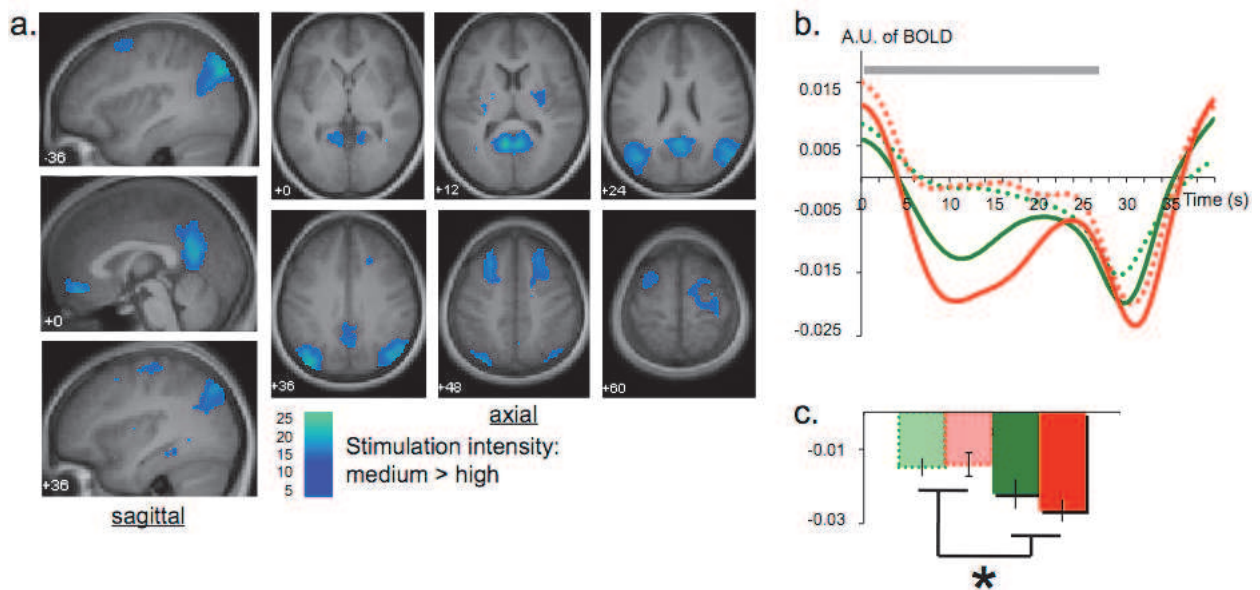 a.
-36
+0
+36
sagittal
+0
+12
+24
+36
+48
+60
axial
25
20
15
10
5
Stimulation intensity:
medium > high
b.
A.U. of BOLD
0.015
0.005
-0.005
-0.015
-0.025
0 5 10 15 20 25 30 35 Time (s)
c.
-0.01
-0.03
*